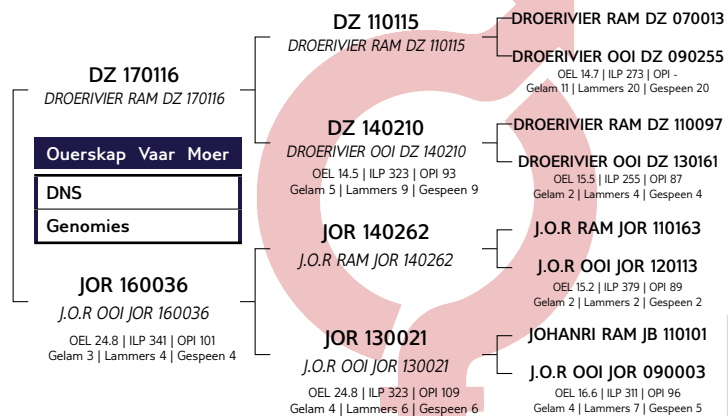 DZ 170116
DROERIVIER RAM DZ 170116
Ouerskap Vaar Moer
DNS
Genomies
JOR 160036
J.O.R OOI JOR 160036
OEL 24.8 | ILP 341 | OPI 101
Gelam 3 | Lammers 4 | Gespeen 4
DZ 110115
DROERIVIER RAM DZ 110115
DZ 140210
DROERIVIER OOI DZ 140210
OEL 14.5 | ILP 323 | OPI 93
Gelam 5 | Lammers 9 | Gespeen 9
JOR 140262
J.O.R RAM JOR 140262
JOR 130021
J.O.R OOI JOR 130021
OEL 24.8 | ILP 323 | OPI 109
Gelam 4 | Lammers 6 | Gespeen 6
DROERIVIER RAM DZ 070013
DROERIVIER OOI DZ 090255
OEL 14.7 | ILP 273 | OPI -
Gelam 11 | Lammers 20 | Gespeen 20
DROERIVIER RAM DZ 110097
DROERIVIER OOI DZ 130161
OEL 15.5 | ILP 255 | OPI 87
Gelam 2 | Lammers 4 | Gespeen 4
J.O.R RAM JOR 110163
J.O.R OOI JOR 120113
OEL 15.2 | ILP 379 | OPI 89
Gelam 2 | Lammers 2 | Gespeen 2
JOHANRI RAM JB 110101
J.O.R OOI JOR 090003
OEL 16.6 | ILP 311 | OPI 96
Gelam 4 | Lammers 7 | Gespeen 5